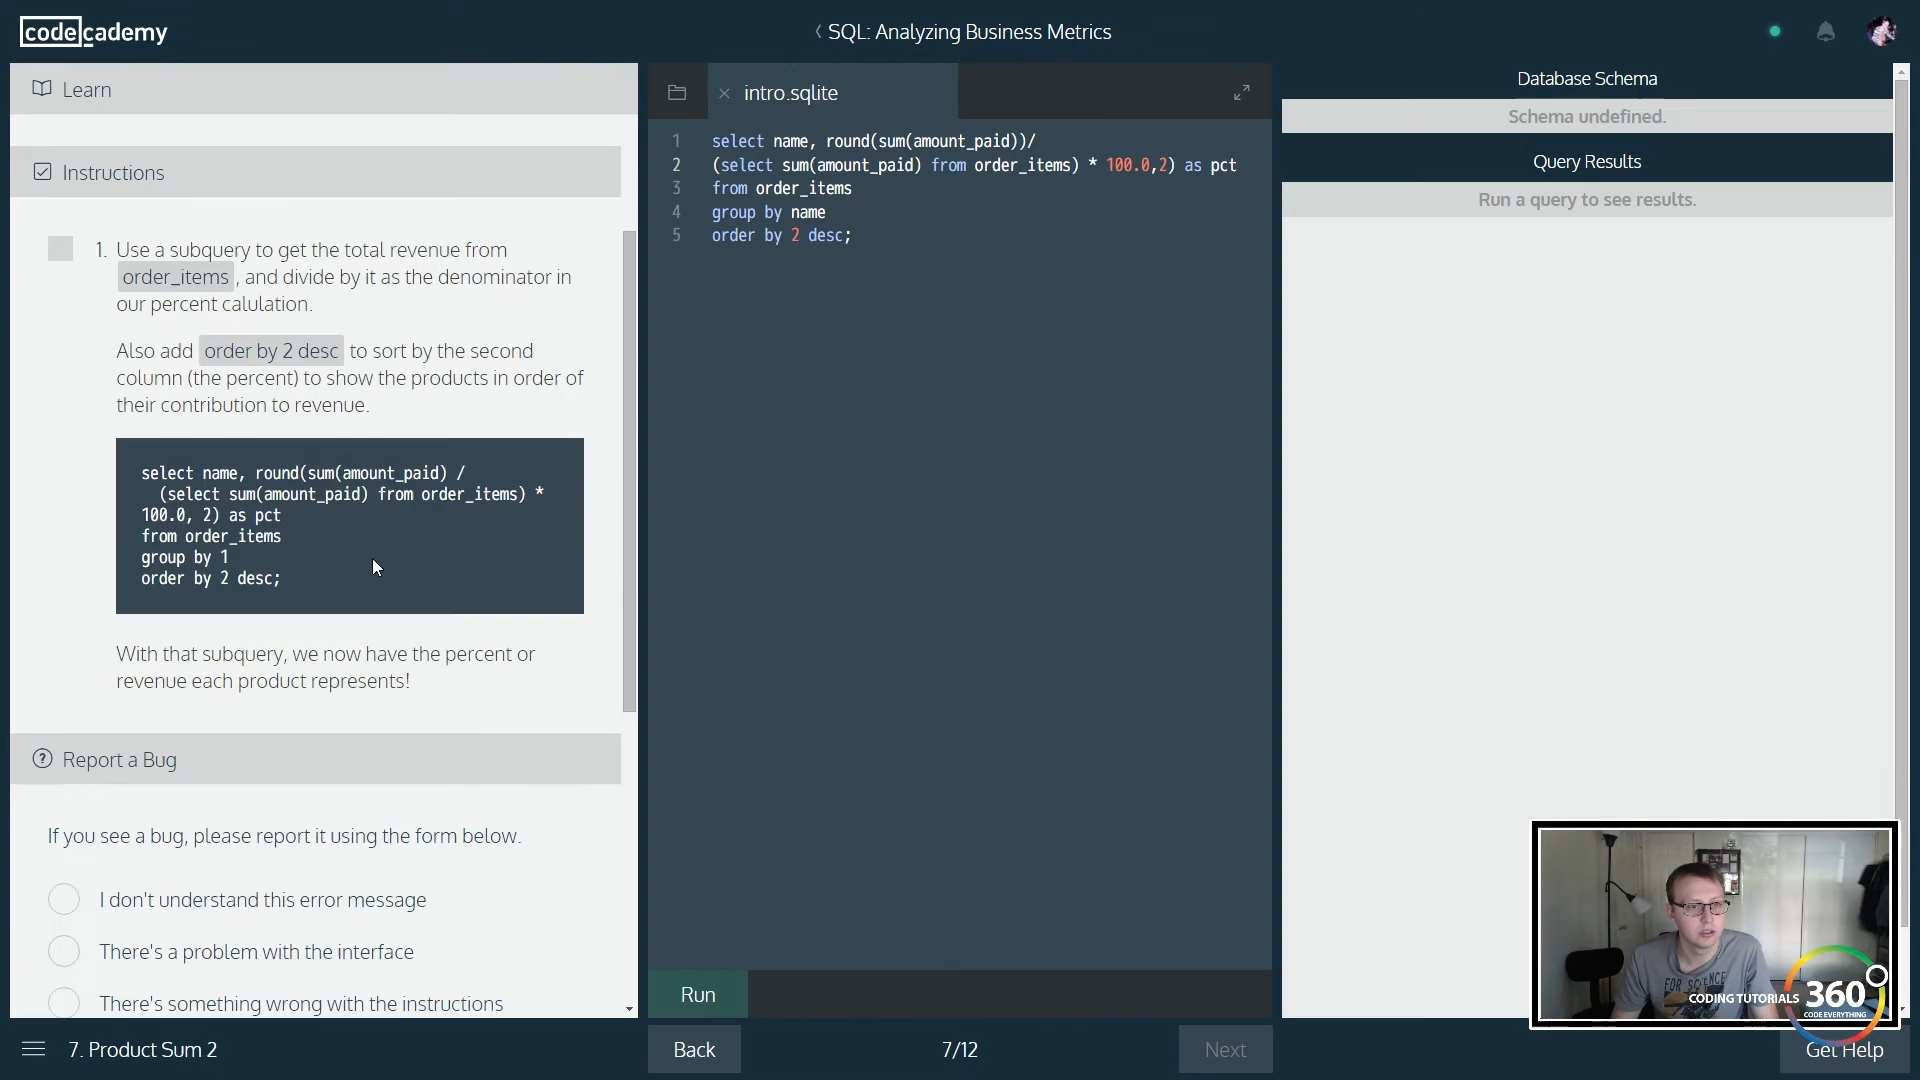 codecademy
SQL: Analyzing Business Metrics
Learn
Instructions
1. Use a subquery to get the total revenue from
order_items , and divide by it as the denominator in
our percent calulation.
Also add order by 2 desc to sort by the second
column (the percent) to show the products in order of
their contribution to revenue.
select name, round(sum(amount_paid) /
(select sum(amount_paid) from order_items) *
100.0, 2) as pct
from order_items
group by 1
order by 2 desc;
With that subquery, we now have the percent or
revenue each product represents!
Report a Bug
If you see a bug, please report it using the form below.
I don't understand this error message
There's a problem with the interface
There's something wrong with the instructions
7. Product Sum 2
intro.sqlite
1 select name, round(sum(amount_paid))/
2 (select sum(amount_paid) from order_items) * 100.0,2) as pct
3 from order_items
4 group by name
5 order by 2 desc;
Run
Back
7/12
Next
Database Schema
Schema undefined.
Query Results
Run a query to see results.
FOR SCIENCE
CODING TUTORIALS 360
CODE EVERYTHING
Get Help